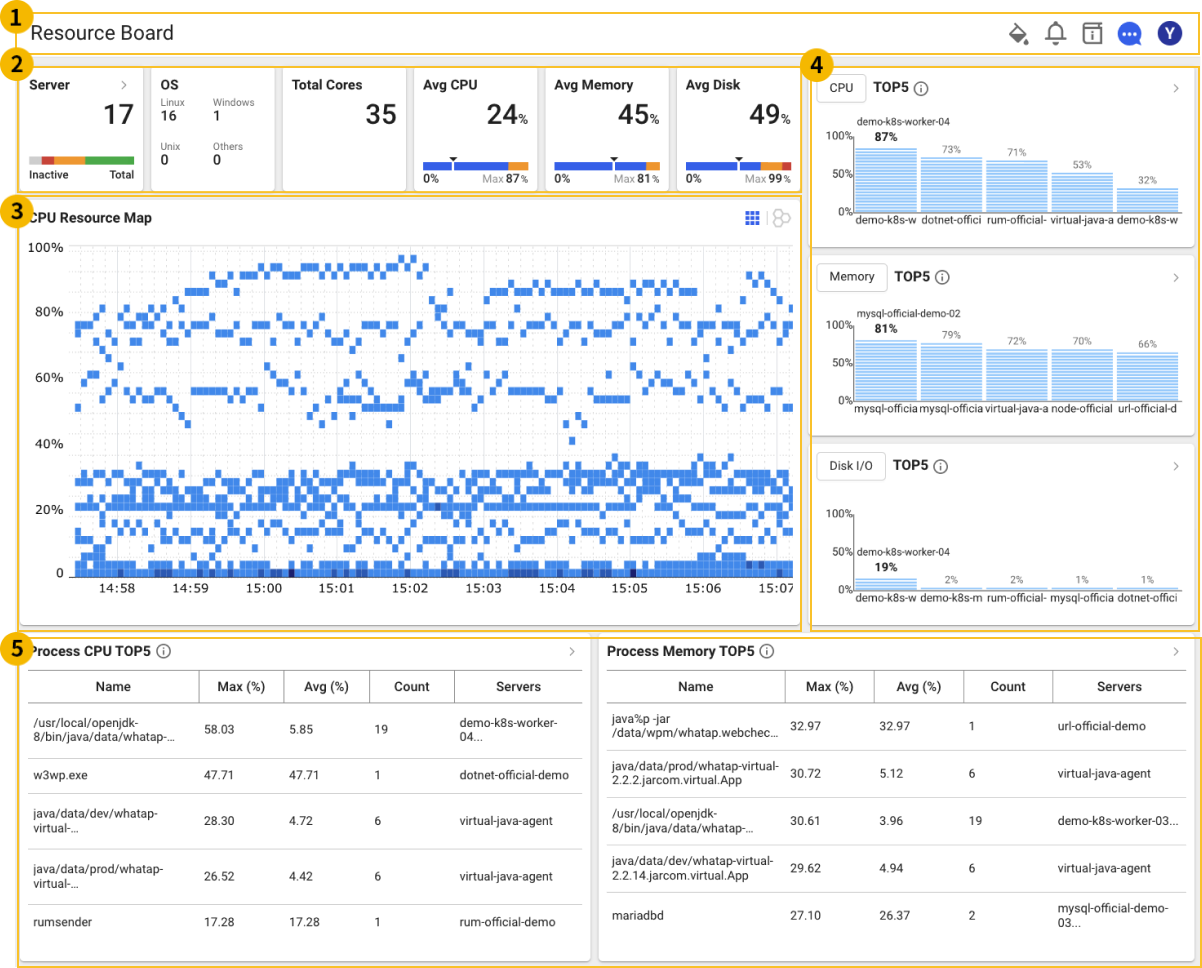 1
Resource Board
Y
2
Server
17
Inactive Total
OS
Linux Windows
16 1
Unix Others
0 0
Total Cores
35
Avg CPU
24%
0% Max 87%
Avg Memory
45%
0% Max 81%
Avg Disk
49%
0% Max 99%
3
CPU Resource Map
100%
80%
60%
40%
20%
0
14:58 14:59 15:00 15:01 15:02 15:03 15:04 15:05 15:06 15:07
4
CPU TOP5
demo-k8s-worker-04
100% 87% 73% 71% 53% 32%
50%
0%
demo-k8s-w dotnet-offici rum-official- virtual-java-a demo-k8s-w
Memory TOP5
mysql-official-demo-02
100% 81% 79% 72% 70% 66%
50%
0%
mysql-officia mysql-officia virtual-java-a node-official url-official-d
Disk I/O TOP5
100%
50% demo-k8s-worker-04
19% 2% 2% 1% 1%
0%
demo-k8s-w demo-k8s-m rum-official- mysql-officia dotnet-offici
5
Process CPU TOP5
Name Max (%) Avg (%) Count Servers
/usr/local/openjdk-
8/bin/java/data/whatap-...
58.03 5.85 19
demo-k8s-worker-
04...
w3wp.exe 47.71 47.71 1 dotnet-official-demo
java/data/dev/whatap-
virtual-...
28.30 4.72 6 virtual-java-agent
java/data/prod/whatap-
virtual-...
26.52 4.42 6 virtual-java-agent
rumsender 17.28 17.28 1 rum-official-demo
Process Memory TOP5
Name Max (%) Avg (%) Count Servers
java%p -jar
/data/wpm/whatap.webchec...
32.97 32.97 1 url-official-demo
java/data/prod/whatap-virtual-
2.2.2.jarcom.virtual.App
30.72 5.12 6 virtual-java-agent
/usr/local/openjdk-
8/bin/java/data/whatap-...
30.61 3.96 19 demo-k8s-worker-03...
java/data/dev/whatap-virtual-
2.2.14.jarcom.virtual.App
29.62 4.94 6 virtual-java-agent
mariadbd 27.10 26.37 2
mysql-official-demo-
03...